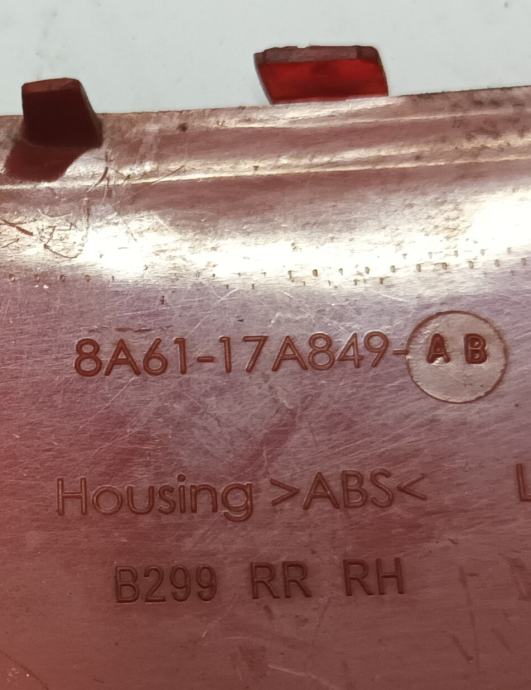 8A61-17A849-AB
Housing >ABS<
B299 RR RH